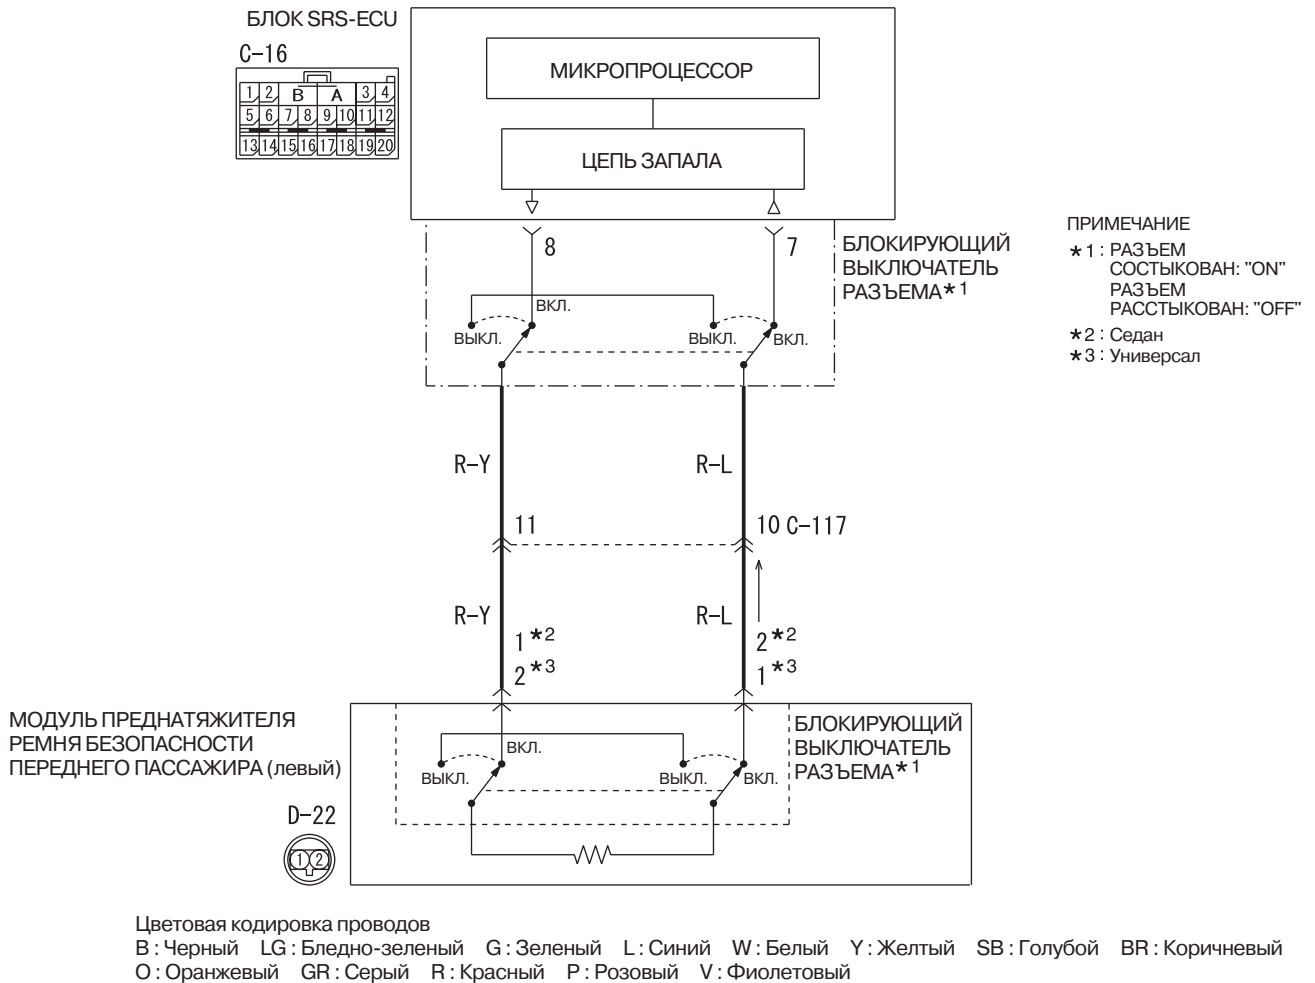 БЛОК SRS-ECU
C-16
1 2 B A 3 4
5 6 7 8 9 10 11 12
13 14 15 16 17 18 19 20
МИКРОПРОЦЕССОР
ЦЕПЬ ЗАПАЛА
8
7
БЛОКИРУЮЩИЙ
ВЫКЛЮЧАТЕЛЬ
РАЗЪЕМА*1
ПРИМЕЧАНИЕ
*1: РАЗЪЕМ
СОСТЫКОВАН: "ON"
РАЗЪЕМ
РАССТЫКОВАН: "OFF"
*2: Седан
*3: Универсал
ВКЛ.
ВЫКЛ.
ВЫКЛ.
ВКЛ.
R-Y
R-L
11
10 C-117
R-Y
R-L
1*2
2*2
2*3
1*3
МОДУЛЬ ПРЕДНАТЯЖИТЕЛЯ
РЕМНЯ БЕЗОПАСНОСТИ
ПЕРЕДНЕГО ПАССАЖИРА (левый)
БЛОКИРУЮЩИЙ
ВЫКЛЮЧАТЕЛЬ
РАЗЪЕМА*1
ВКЛ.
ВЫКЛ.
ВЫКЛ.
ВКЛ.
D-22
1 2
Цветовая кодировка проводов
B : Черный LG : Бледно-зеленый G : Зеленый L : Синий W : Белый Y : Желтый SB : Голубой BR : Коричневый
O : Оранжевый GR : Серый R : Красный P : Розовый V : Фиолетовый